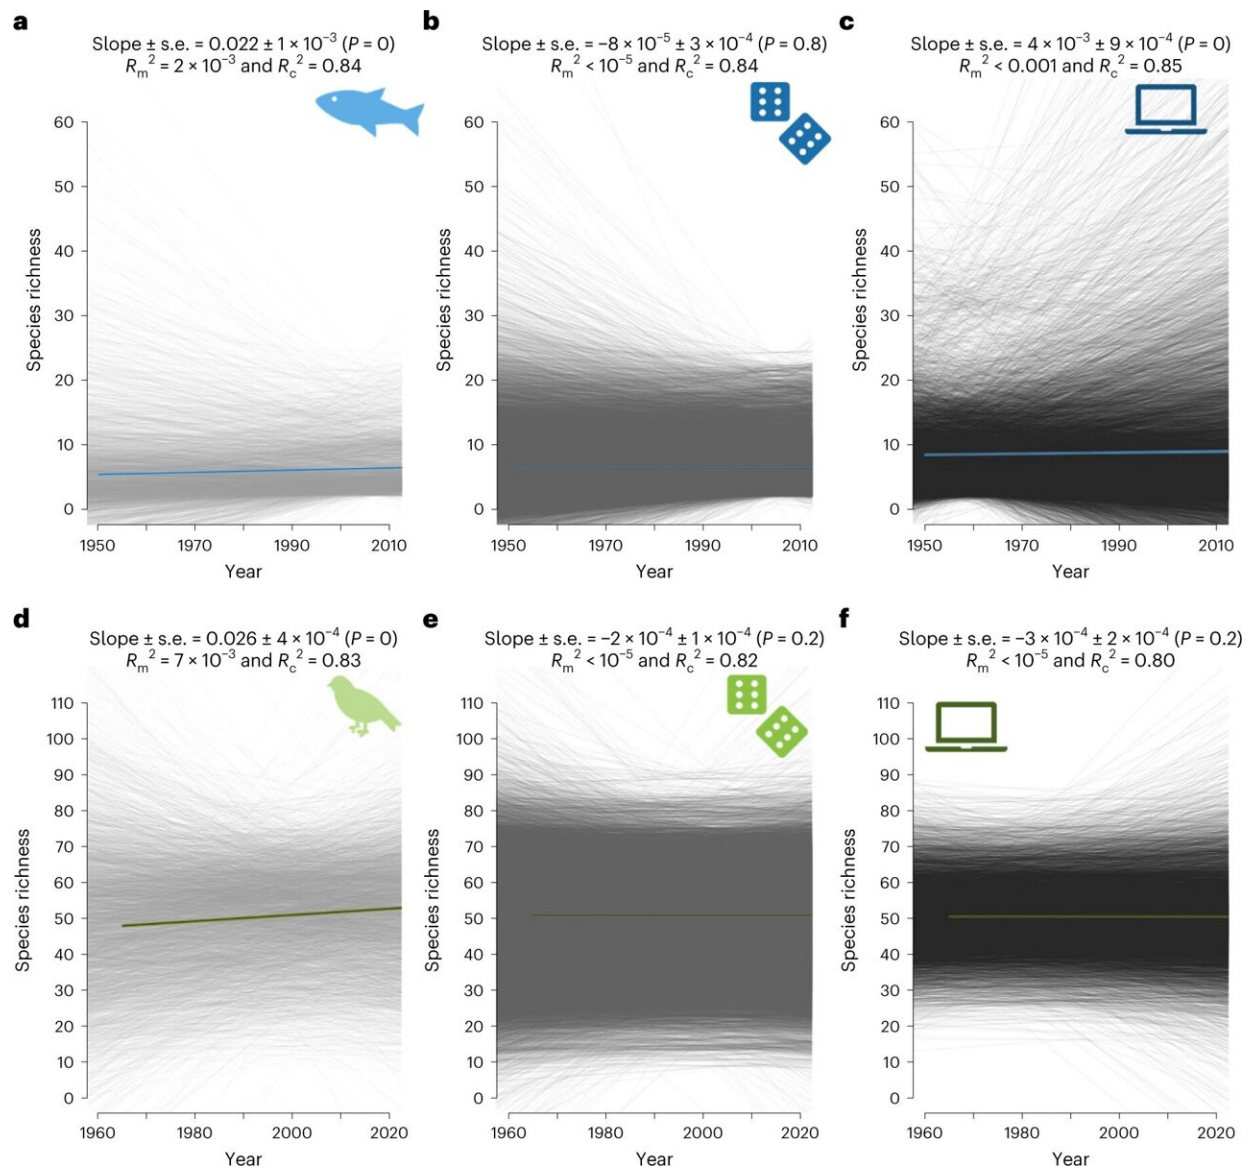 a
Slope ± s.e. = 0.022 ± 1 × 10⁻³ (P = 0)
Rₘ² = 2 × 10⁻³ and R꜀² = 0.84
60
50
40
30
20
10
0
Species richness
1950 1970 1990 2010
Year
b
Slope ± s.e. = −8 × 10⁻⁵ ± 3 × 10⁻⁴ (P = 0.8)
Rₘ² < 10⁻⁵ and R꜀² = 0.84
60
50
40
30
20
10
0
Species richness
1950 1970 1990 2010
Year
c
Slope ± s.e. = 4 × 10⁻³ ± 9 × 10⁻⁴ (P = 0)
Rₘ² < 0.001 and R꜀² = 0.85
60
50
40
30
20
10
0
Species richness
1950 1970 1990 2010
Year
d
Slope ± s.e. = 0.026 ± 4 × 10⁻⁴ (P = 0)
Rₘ² = 7 × 10⁻³ and R꜀² = 0.83
110
100
90
80
70
60
50
40
30
20
10
0
Species richness
1960 1980 2000 2020
Year
e
Slope ± s.e. = −2 × 10⁻⁴ ± 1 × 10⁻⁴ (P = 0.2)
Rₘ² < 10⁻⁵ and R꜀² = 0.82
110
100
90
80
70
60
50
40
30
20
10
0
Species richness
1960 1980 2000 2020
Year
f
Slope ± s.e. = −3 × 10⁻⁴ ± 2 × 10⁻⁴ (P = 0.2)
Rₘ² < 10⁻⁵ and R꜀² = 0.80
110
100
90
80
70
60
50
40
30
20
10
0
Species richness
1960 1980 2000 2020
Year